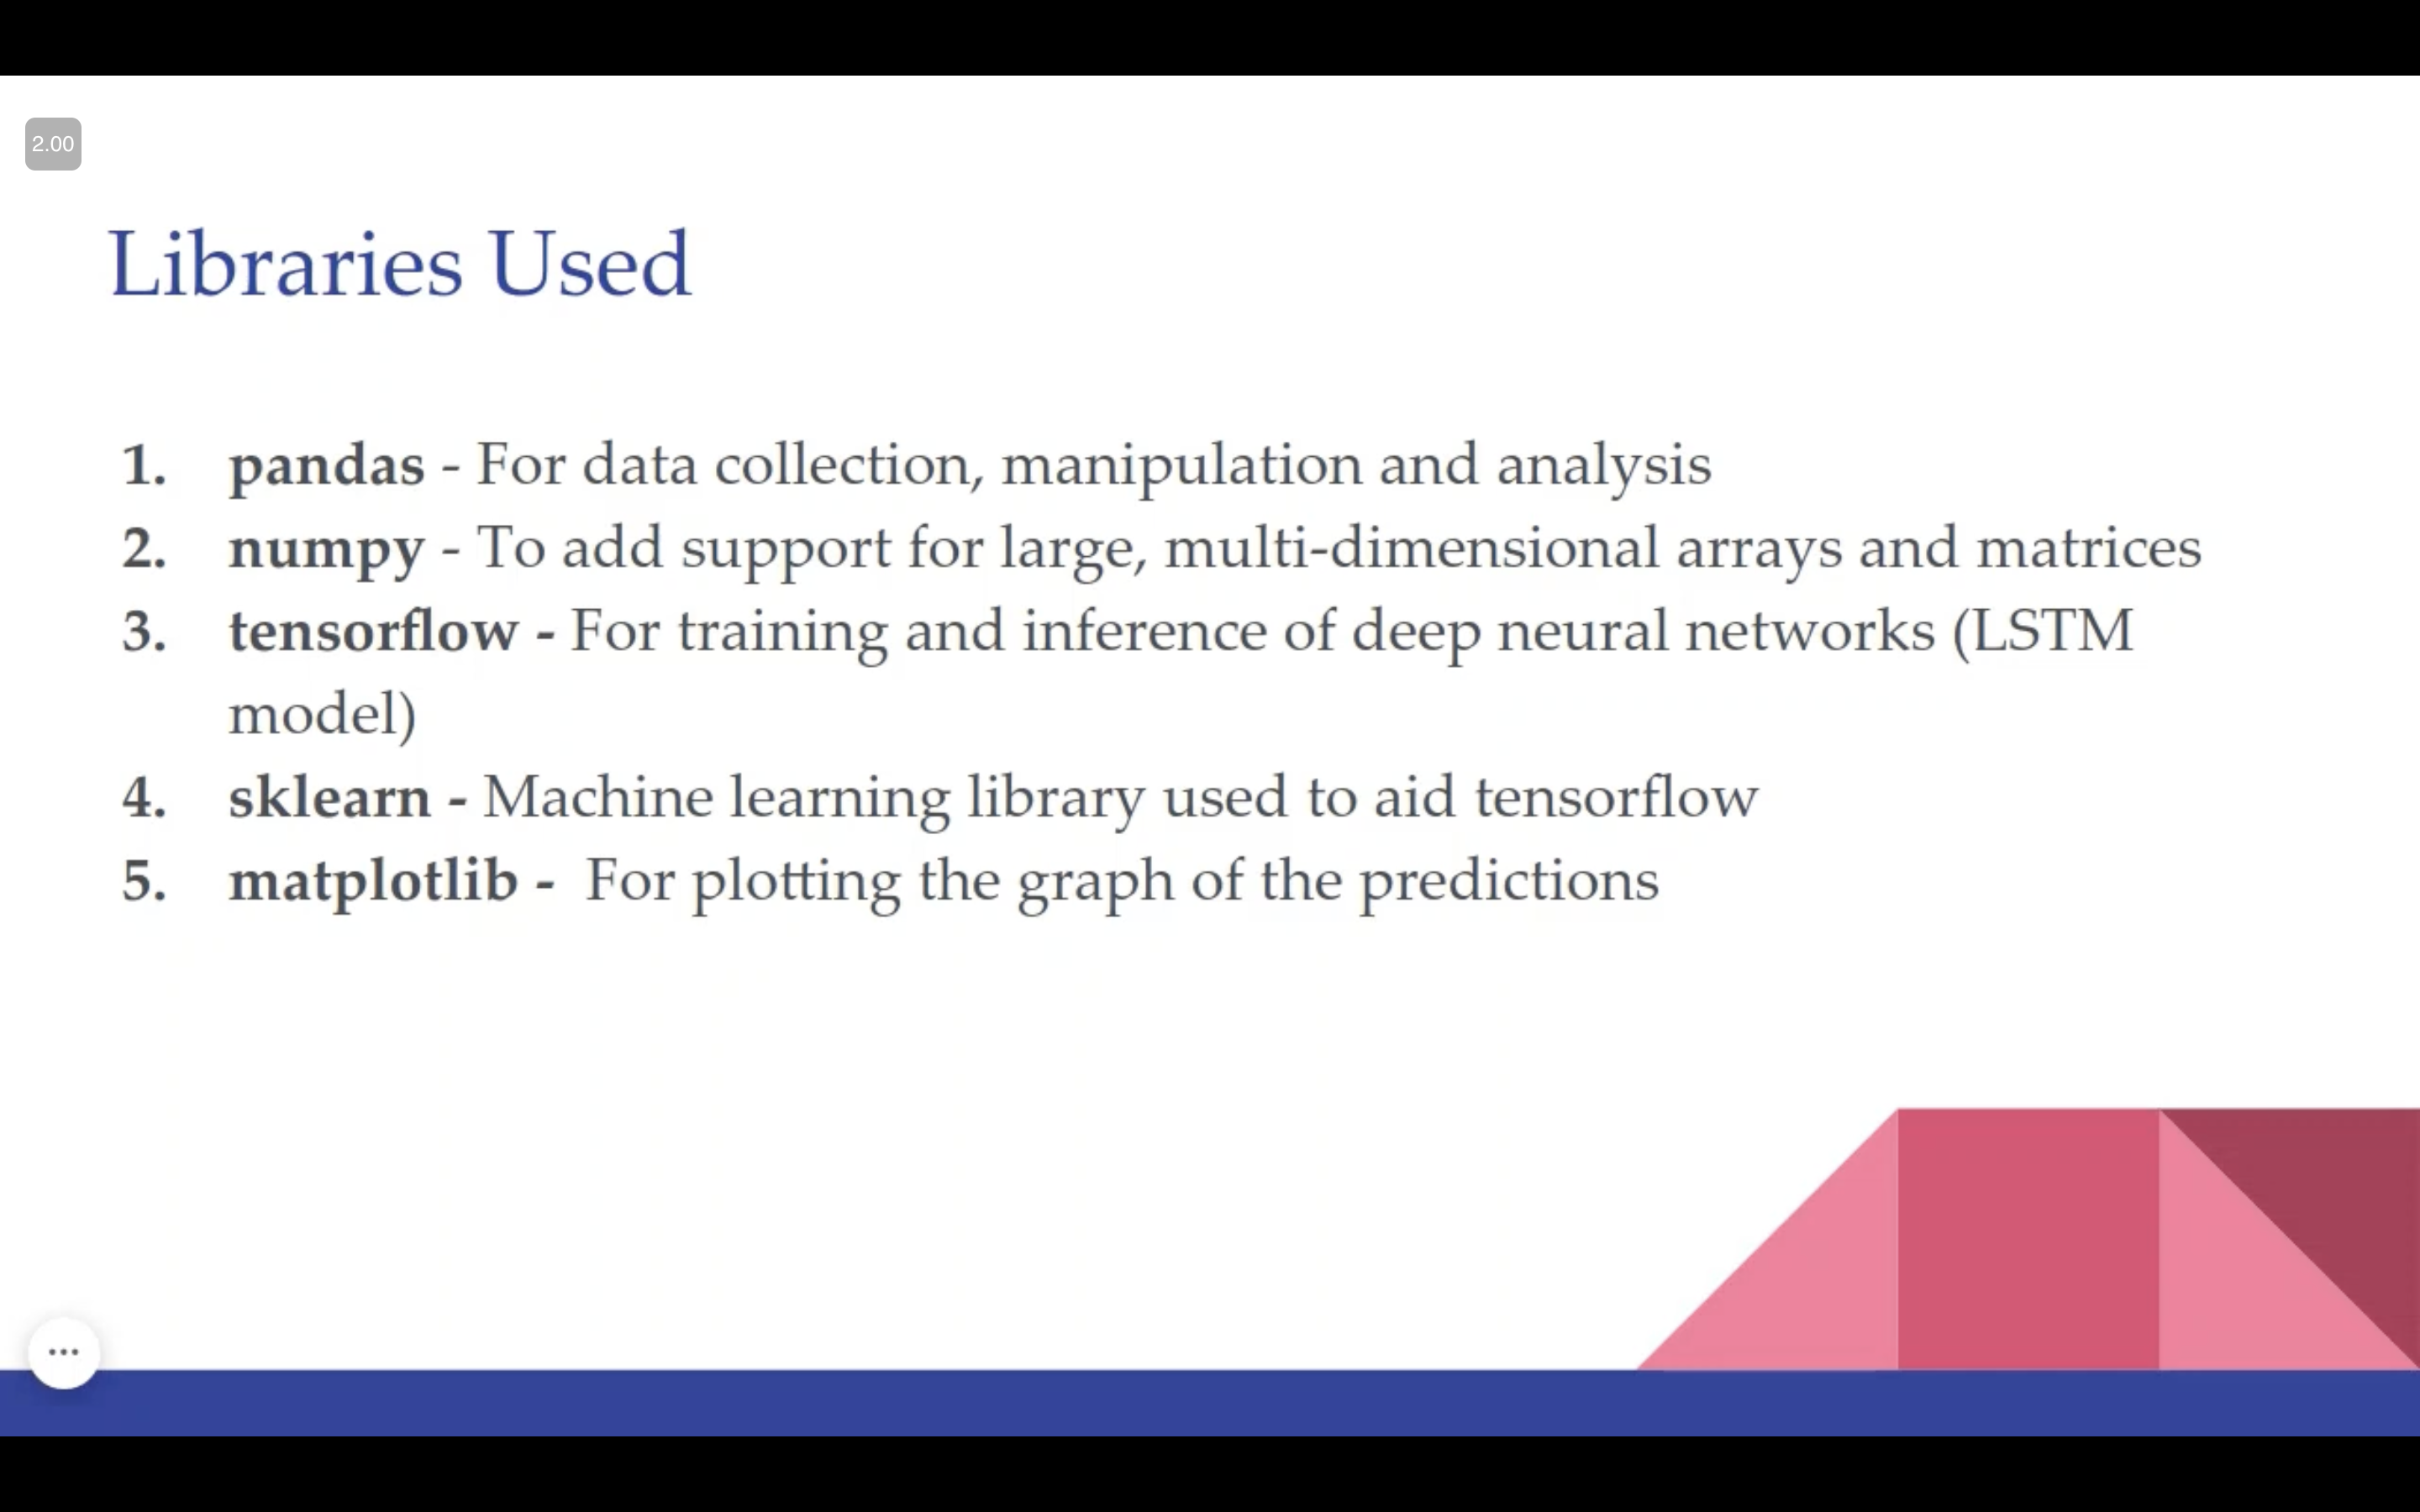 2.00
Libraries Used
1. pandas - For data collection, manipulation and analysis
2. numpy - To add support for large, multi-dimensional arrays and matrices
3. tensorflow - For training and inference of deep neural networks (LSTM
model)
4. sklearn - Machine learning library used to aid tensorflow
5. matplotlib - For plotting the graph of the predictions